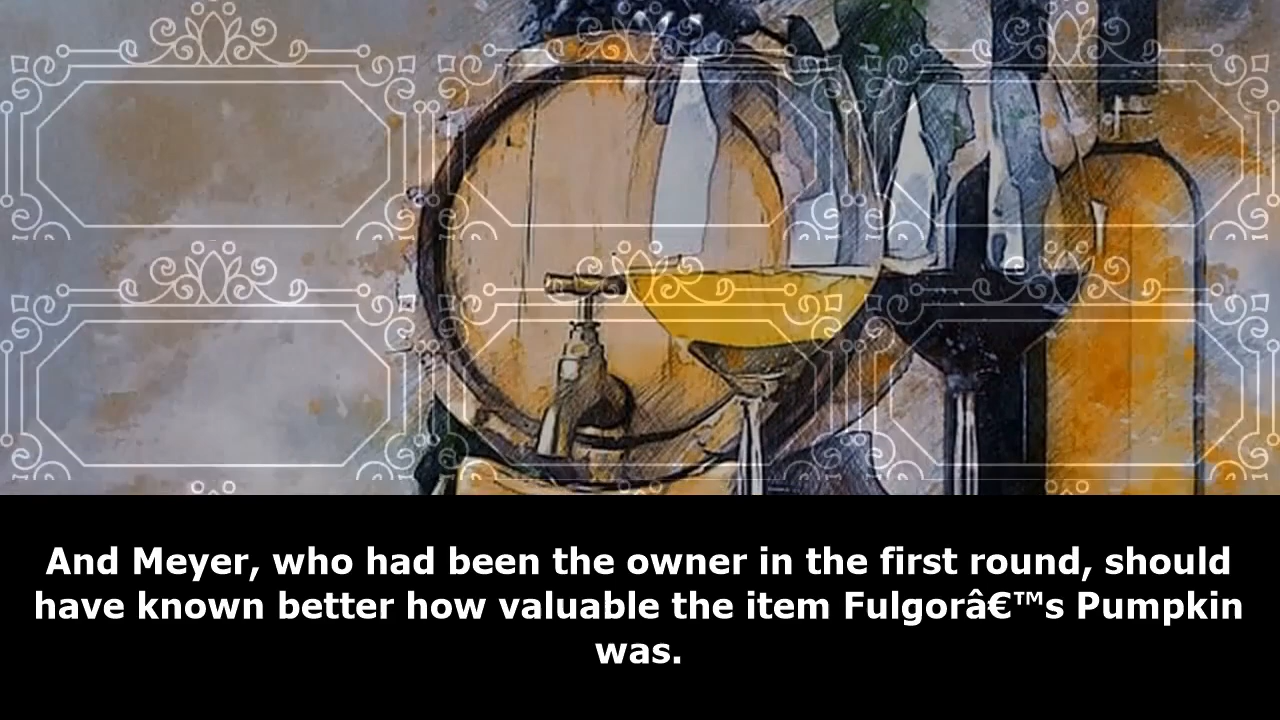 And Meyer, who had been the owner in the first round, should
have known better how valuable the item Fulgorâ€™s Pumpkin
was.